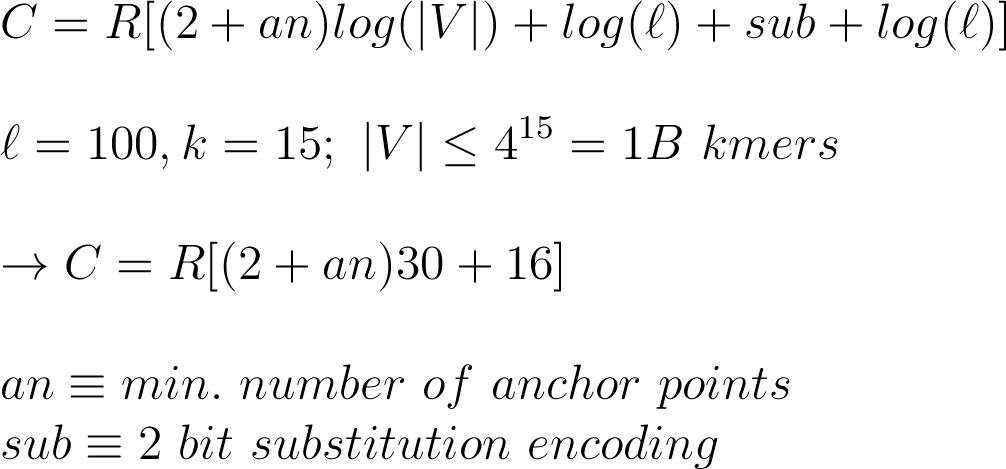 C = R[(2 + an)log(|V|) + log(ℓ) + sub + log(ℓ)]
ℓ = 100, k = 15; |V| ≤ 4^15 = 1B kmers
→ C = R[(2 + an)30 + 16]
an ≡ min. number of anchor points
sub ≡ 2 bit substitution encoding